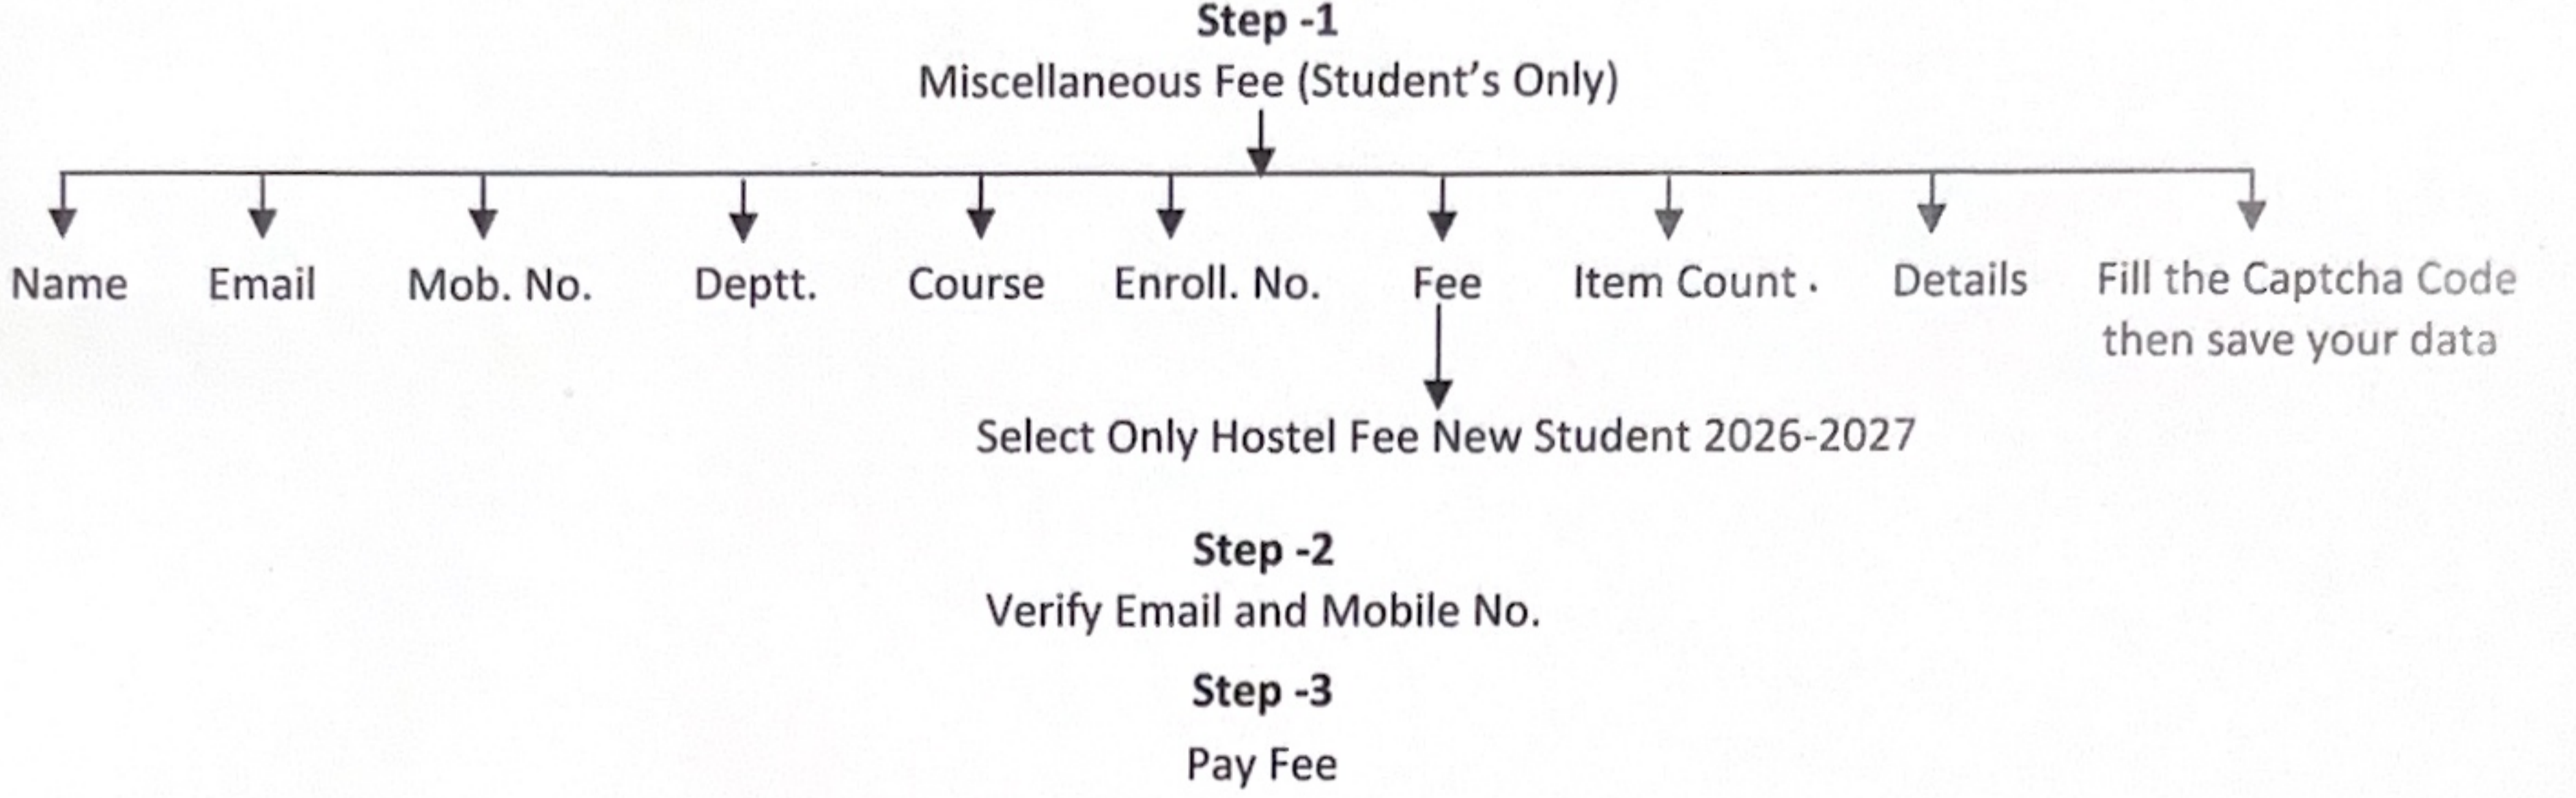 Step -1
Miscellaneous Fee (Student's Only)
Name Email Mob. No. Deptt. Course Enroll. No. Fee Item Count . Details Fill the Captcha Code
then save your data
Select Only Hostel Fee New Student 2026-2027
Step -2
Verify Email and Mobile No.
Step -3
Pay Fee